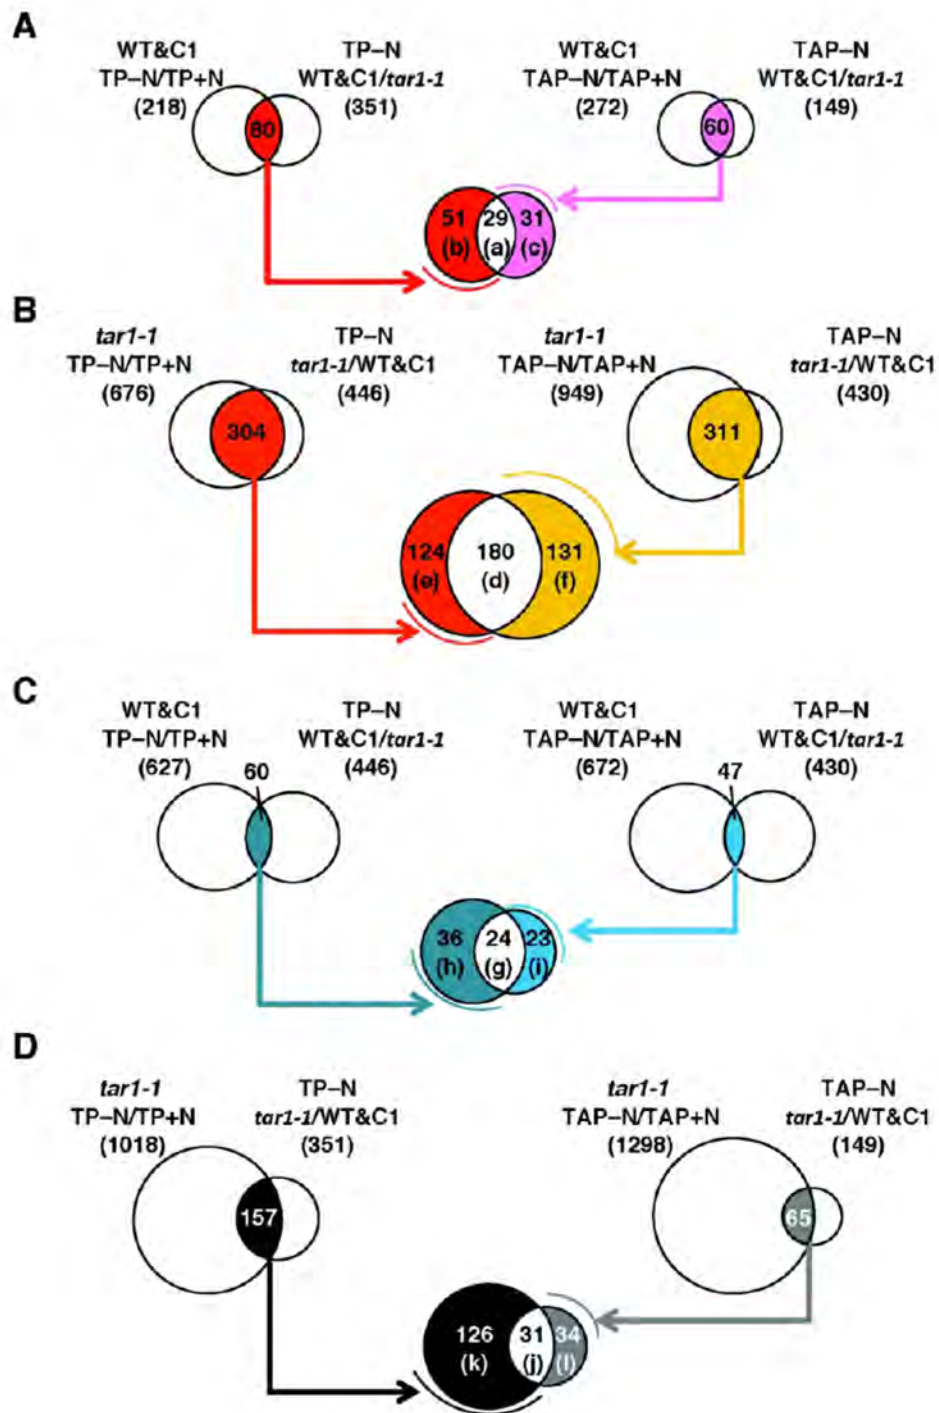 A
WT&C1
TP–N/TP+N
(218)
TP–N
WT&C1/tar1-1
(351)
WT&C1
TAP–N/TAP+N
(272)
TAP–N
WT&C1/tar1-1
(149)
80
60
51
(b)
29
(a)
31
(c)
B
tar1-1
TP–N/TP+N
(676)
TP–N
tar1-1/WT&C1
(446)
tar1-1
TAP–N/TAP+N
(949)
TAP–N
tar1-1/WT&C1
(430)
304
311
124
(e)
180
(d)
131
(f)
C
WT&C1
TP–N/TP+N
(627)
TP–N
WT&C1/tar1-1
(446)
WT&C1
TAP–N/TAP+N
(672)
TAP–N
WT&C1/tar1-1
(430)
60
47
36
(h)
24
(g)
23
(i)
D
tar1-1
TP–N/TP+N
(1018)
TP–N
tar1-1/WT&C1
(351)
tar1-1
TAP–N/TAP+N
(1298)
TAP–N
tar1-1/WT&C1
(149)
157
65
126
(k)
31
(j)
34
(l)